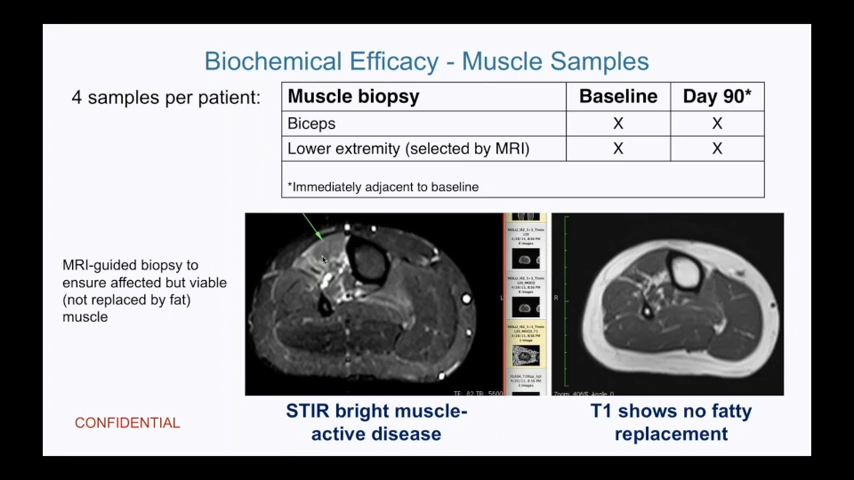 Biochemical Efficacy - Muscle Samples
4 samples per patient:
Muscle biopsy Baseline Day 90*
Biceps X X
Lower extremity (selected by MRI) X X
*Immediately adjacent to baseline
MRI-guided biopsy to
ensure affected but viable
(not replaced by fat)
muscle
L
R
STIR bright muscle-
active disease
T1 shows no fatty
replacement
CONFIDENTIAL